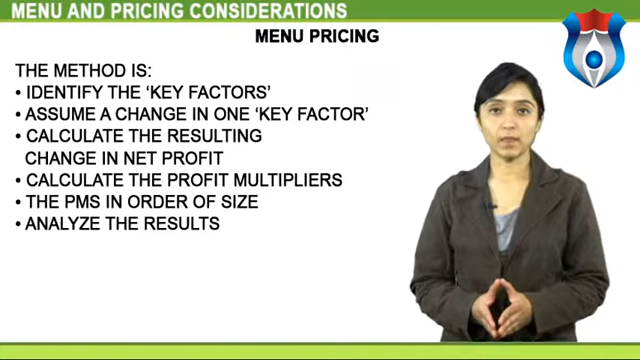 MENU AND PRICING CONSIDERATIONS
MENU PRICING
THE METHOD IS:
• IDENTIFY THE ‘KEY FACTORS’
• ASSUME A CHANGE IN ONE ‘KEY FACTOR’
• CALCULATE THE RESULTING
CHANGE IN NET PROFIT
• CALCULATE THE PROFIT MULTIPLIERS
• THE PMS IN ORDER OF SIZE
• ANALYZE THE RESULTS